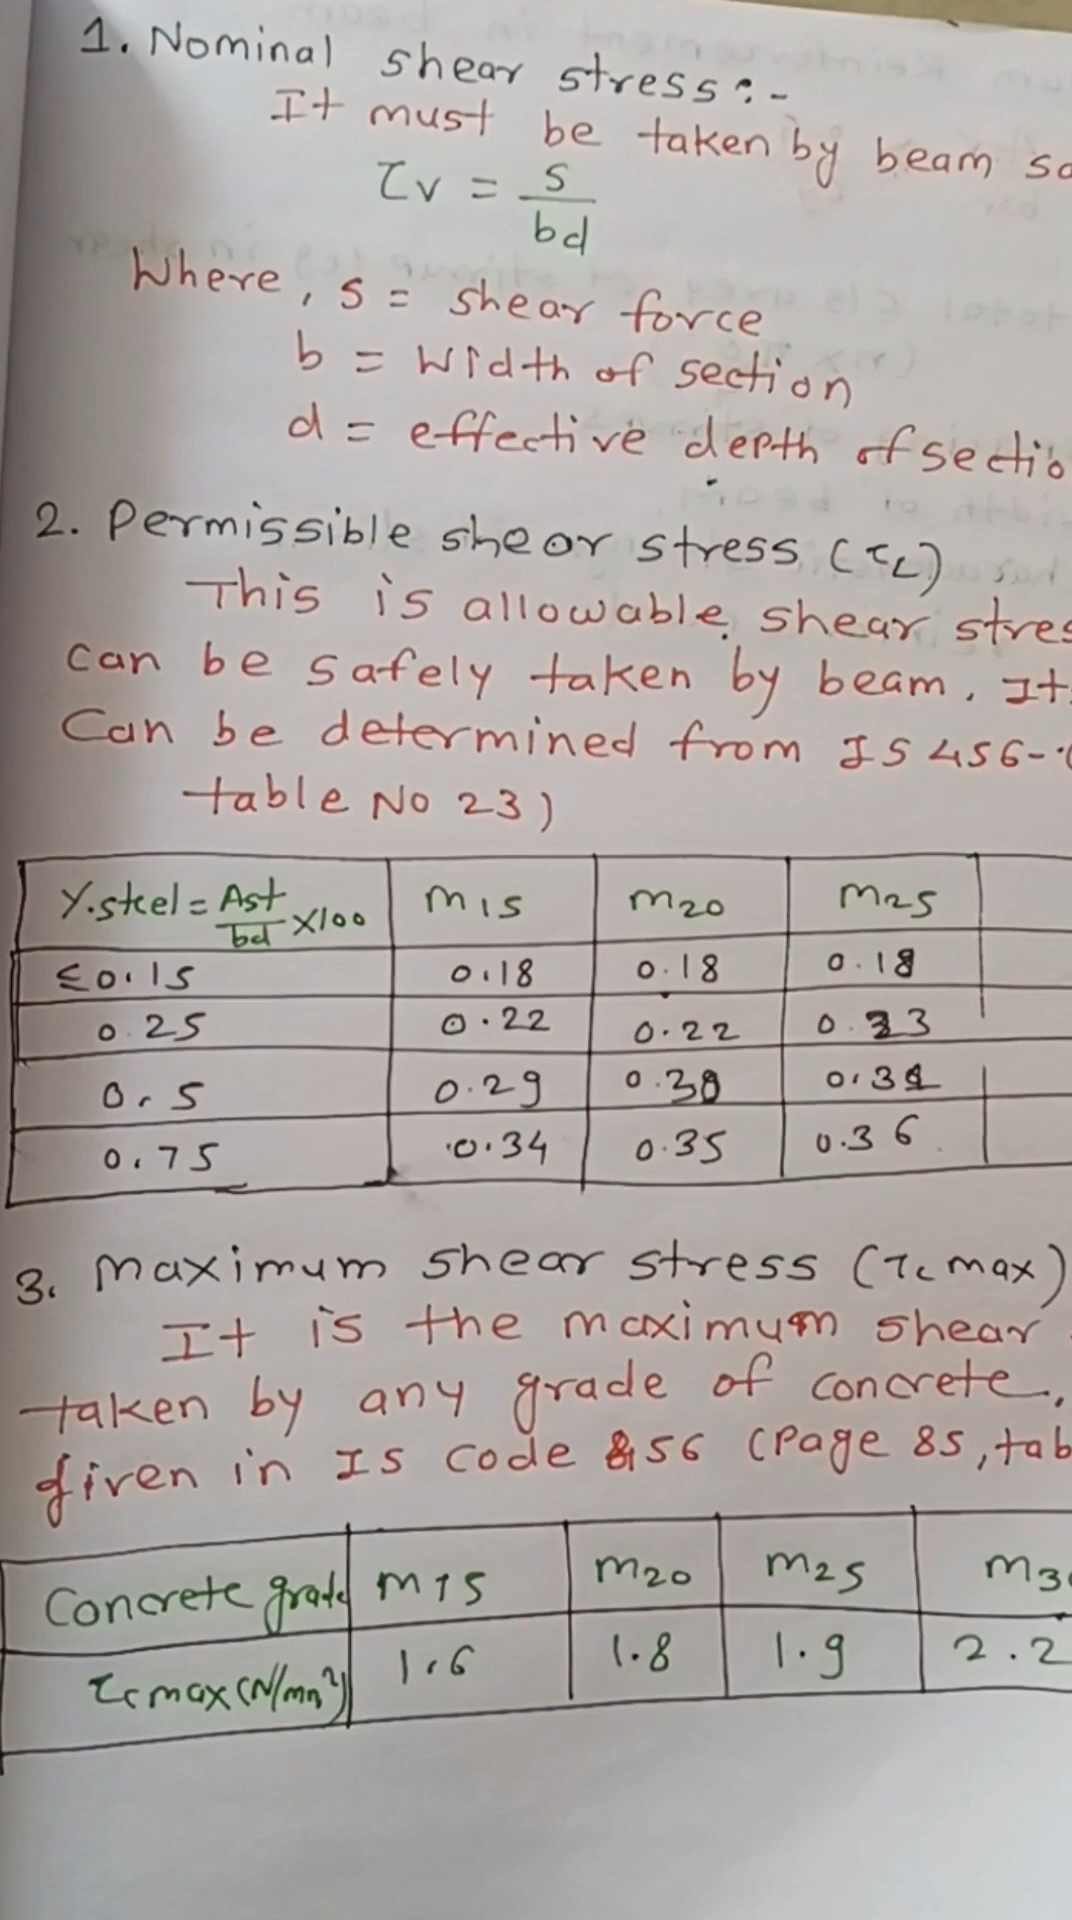 1. Nominal shear stress :-
It must be taken by beam
τv = s
bd
Where, s = shear force
b = width of section
d = effective depth of sectio
2. Permissible shear stress (τc)
This is allowable shear stres
can be safely taken by beam. It
Can be determined from IS 456-
table No 23)
%steel = Ast/bd ×100 m15 m20 m25
≤0.15 0.18 0.18 0.18
0.25 0.22 0.22 0.23
0.5 0.29 0.30 0.31
0.75 0.34 0.35 0.36
3. maximum shear stress (τc max)
It is the maximum shear
taken by any grade of concrete.,
given in IS code 456 (Page 85, tab
Concrete grade m15 m20 m25 m30
τcmax (N/mm²) 1.6 1.8 1.9 2.2